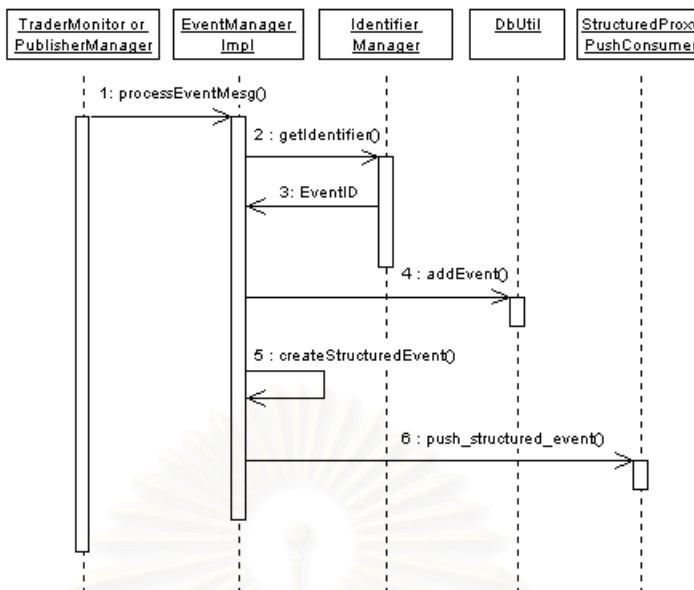 TraderMonitor or
PublisherManager
EventManager
Impl
Identifier
Manager
DbUtil
StructuredProxy
PushConsumer
1: processEventMesg()
2 : getIdentifier()
3: EventID
4 : addEvent()
5 : createStructuredEvent()
6 : push_structured_event()